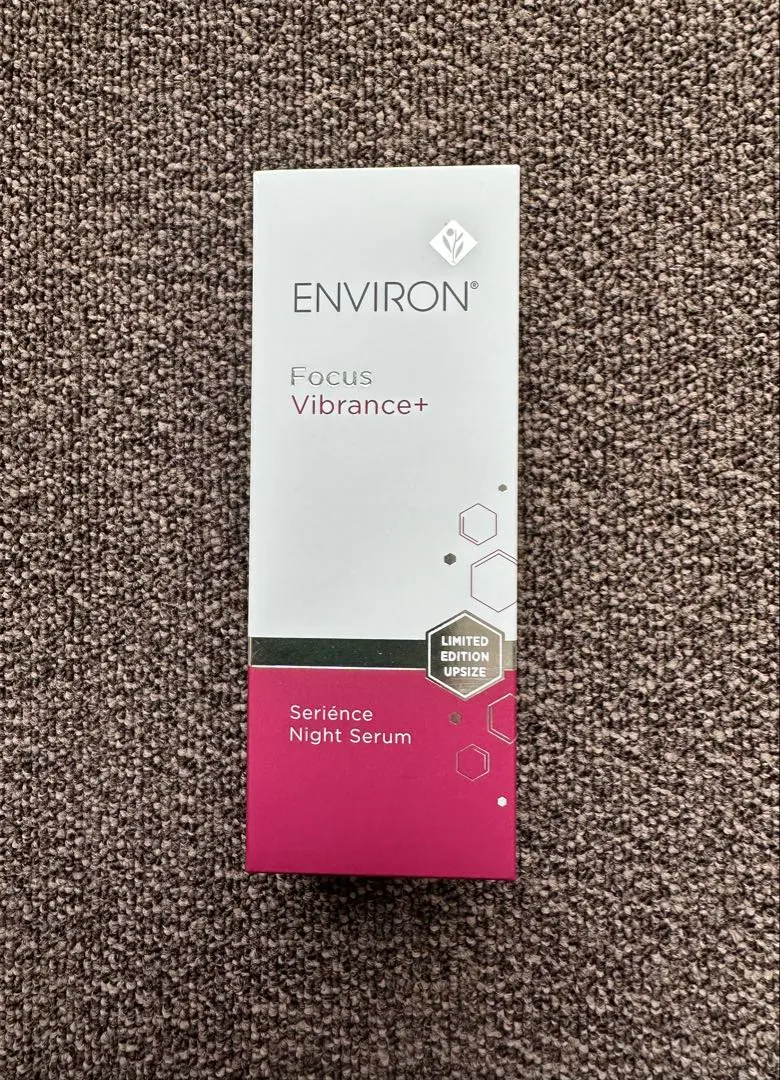 ENVIRON®
Focus
Vibrance+
LIMITED
EDITION
UPSIZE
Seriénce
Night Serum